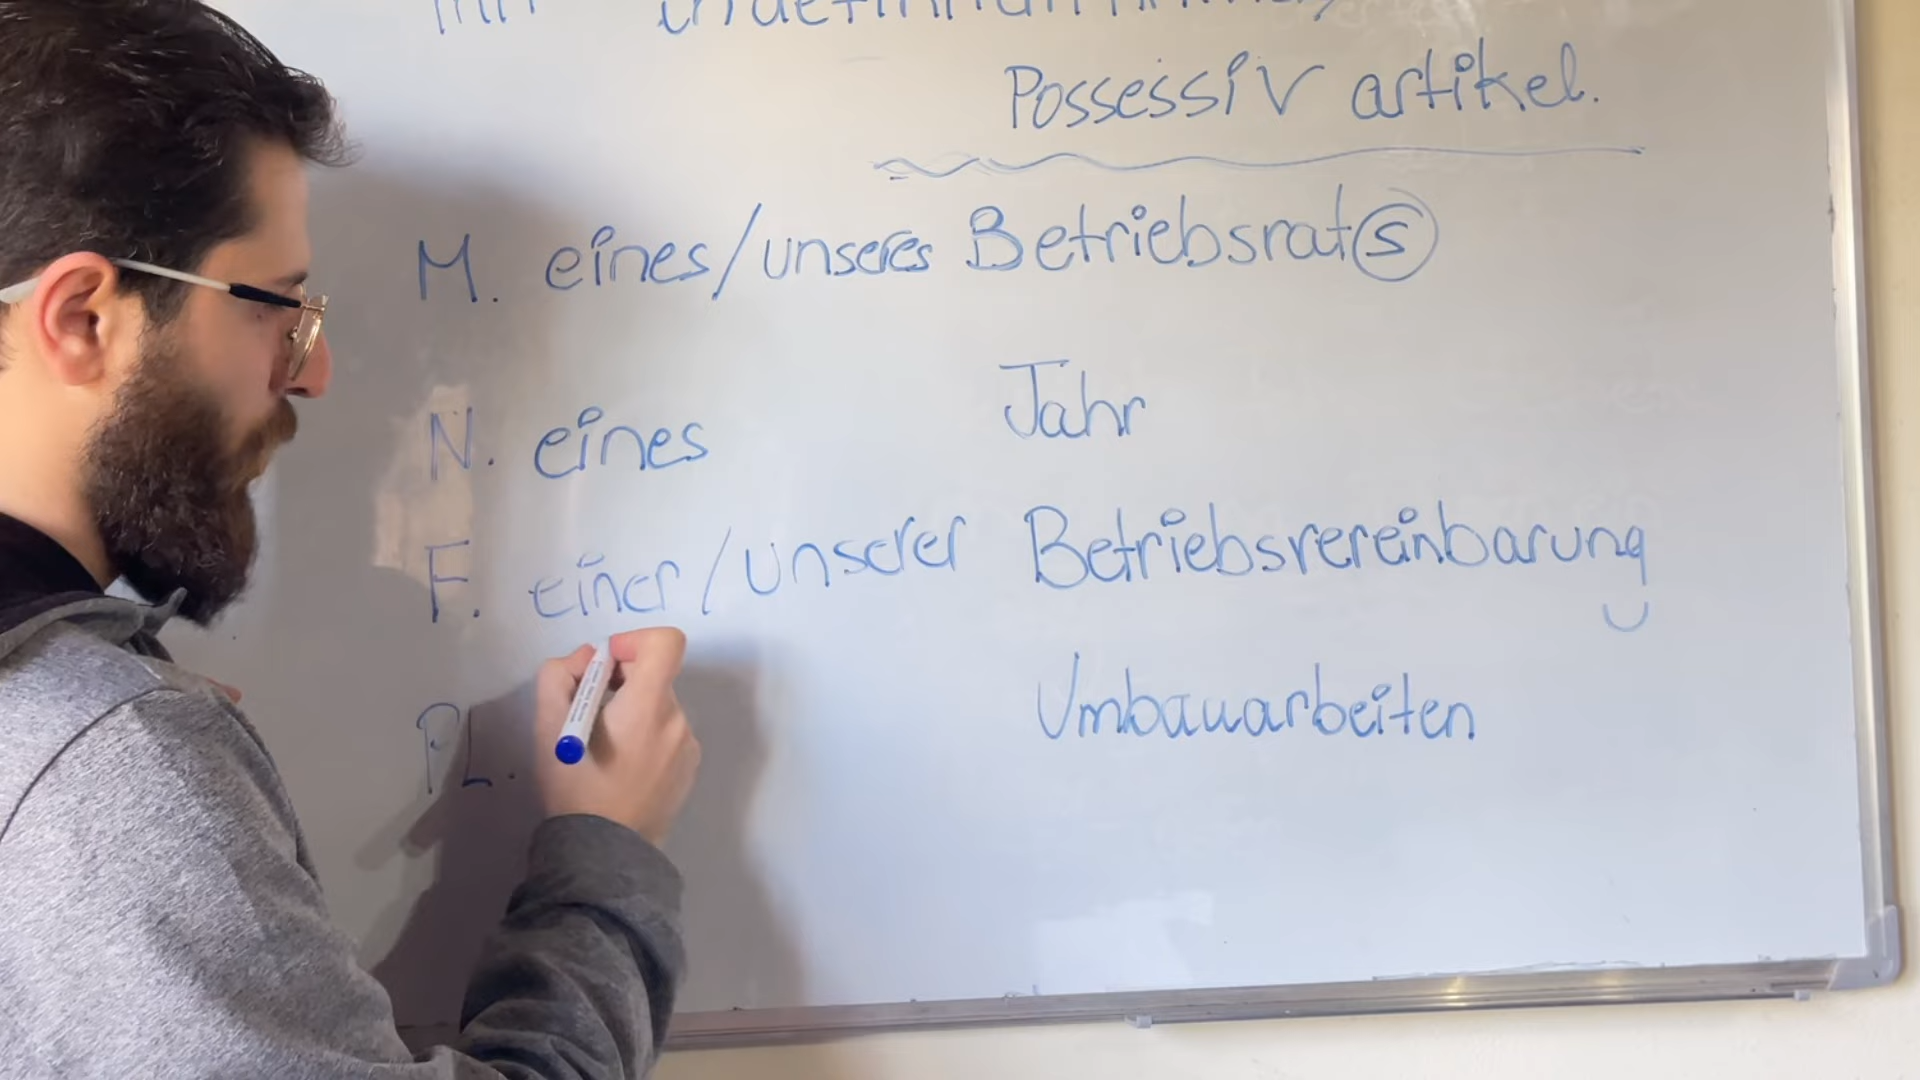 Possessiv artikel.
M. eines/unseres Betriebsrats
N. eines Jahr
F. einer/unserer Betriebsvereinbarung
PL. Umbauarbeiten